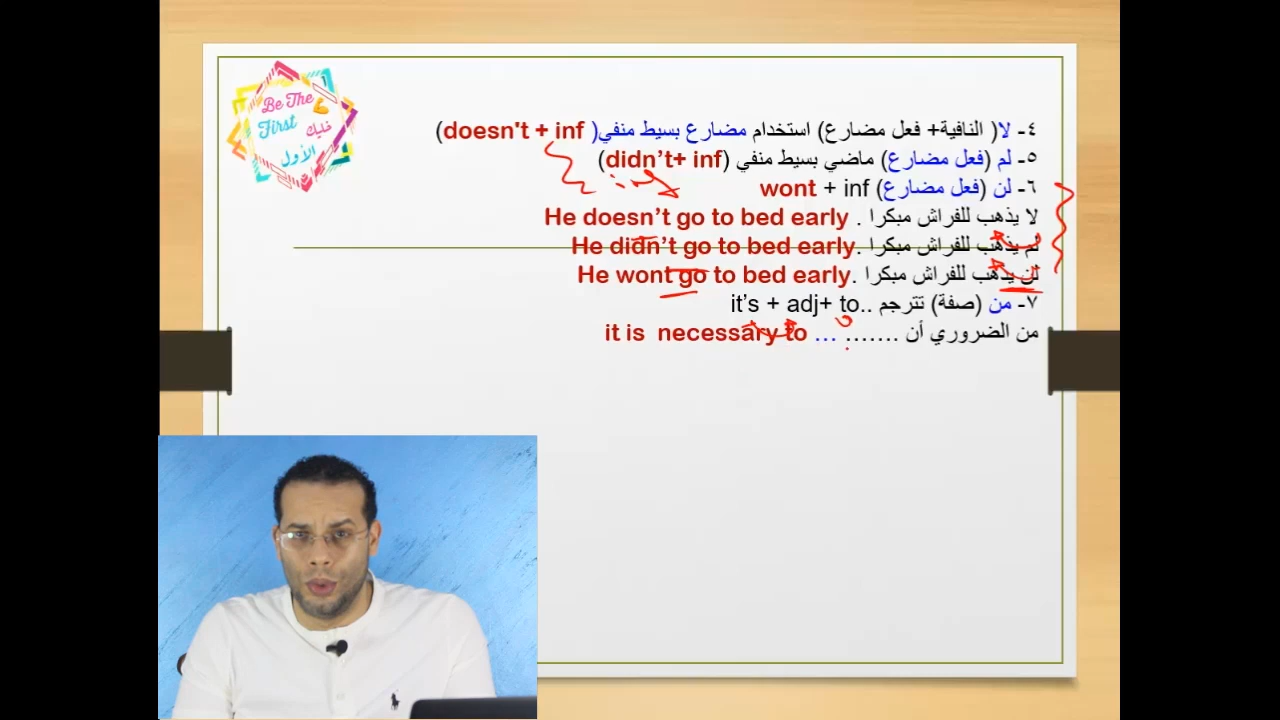 Be The
First
خليك
الأول
٤- لا( النافية+ فعل مضارع) استخدام مضارع بسيط منفي( doesn't + inf)
٥- لم (فعل مضارع) ماضي بسيط منفي (didn’t+ inf)
٦- لن (فعل مضارع) wont + inf
لا يذهب للفراش مبكرا . He doesn’t go to bed early
لم يذهب للفراش مبكرا .He didn’t go to bed early
لن يذهب للفراش مبكرا .He wont go to bed early
٧- من (صفة) تترجم ..it’s + adj+ to
من الضروري أن ....... ... it is necessary to